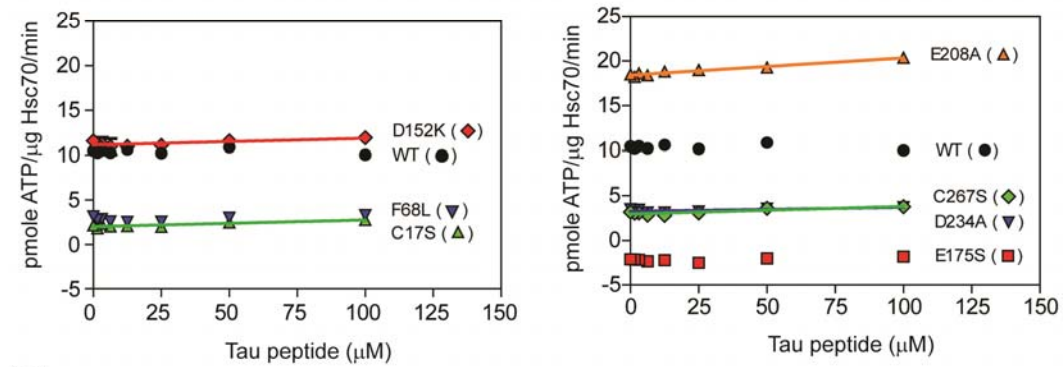 pmole ATP/µg Hsc70/min
25
20
15
10
5
0
-5
D152K ( )
WT ( )
F68L ( )
C17S ( )
0 25 50 75 100 125 150
Tau peptide (µM)
pmole ATP/µg Hsc70/min
25
20
15
10
5
0
-5
E208A ( )
WT ( )
C267S ( )
D234A ( )
E175S ( )
0 25 50 75 100 125 150
Tau peptide (µM)